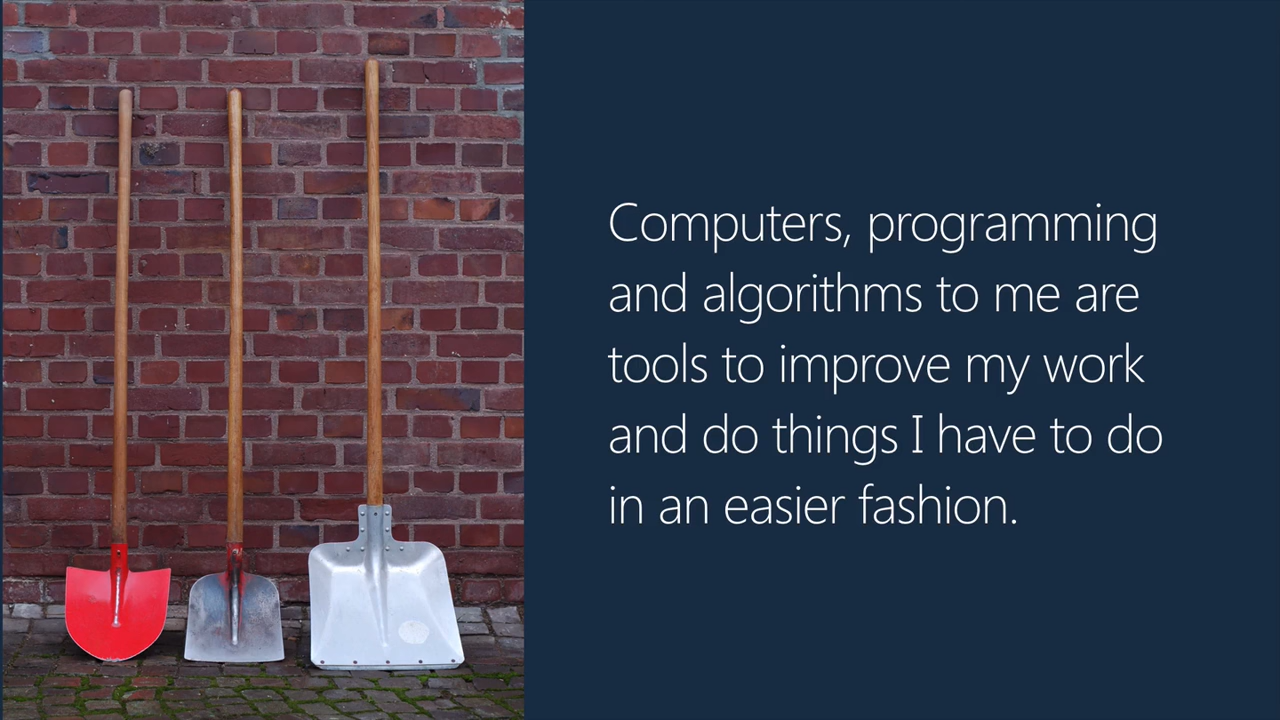 Computers, programming
and algorithms to me are
tools to improve my work
and do things I have to do
in an easier fashion.